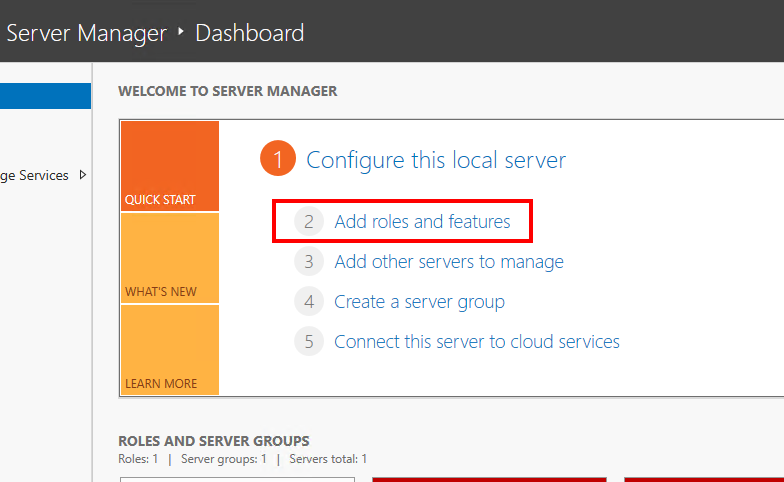 Server Manager ‣ Dashboard
WELCOME TO SERVER MANAGER
ge Services
1 Configure this local server
QUICK START
2 Add roles and features
3 Add other servers to manage
WHAT'S NEW
4 Create a server group
5 Connect this server to cloud services
LEARN MORE
ROLES AND SERVER GROUPS
Roles: 1 | Server groups: 1 | Servers total: 1